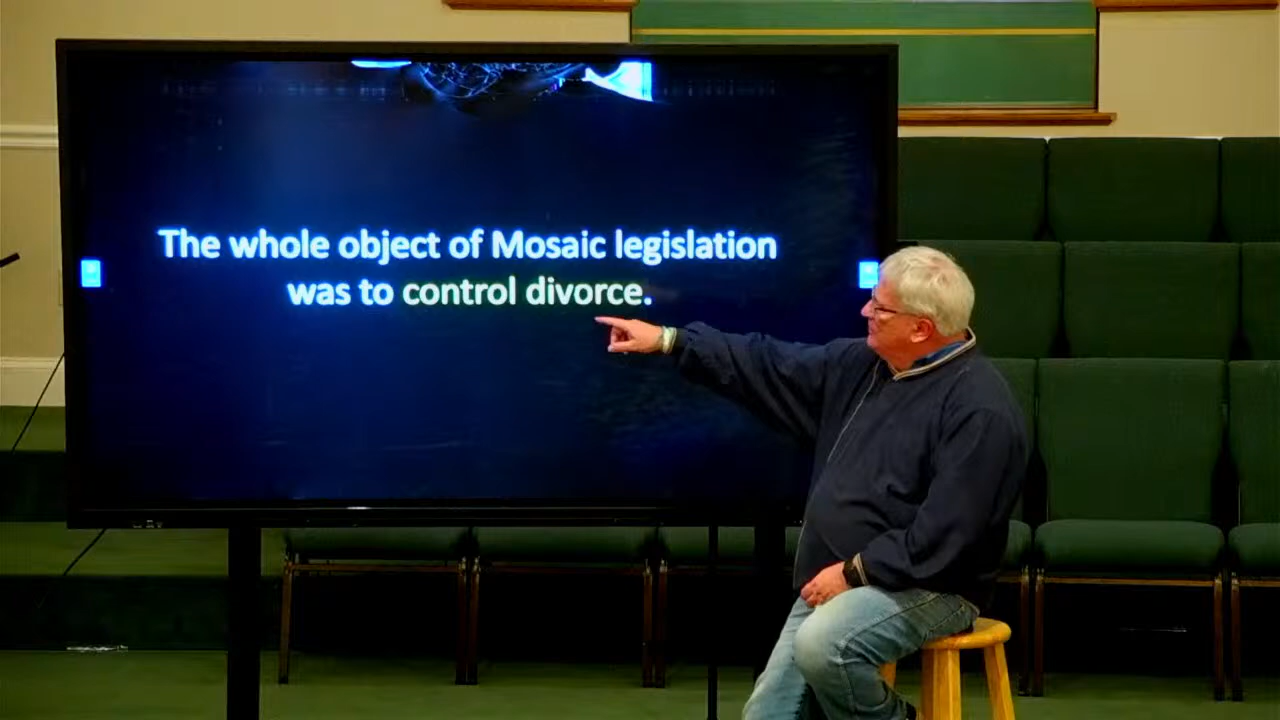 The whole object of Mosaic legislation
was to control divorce.